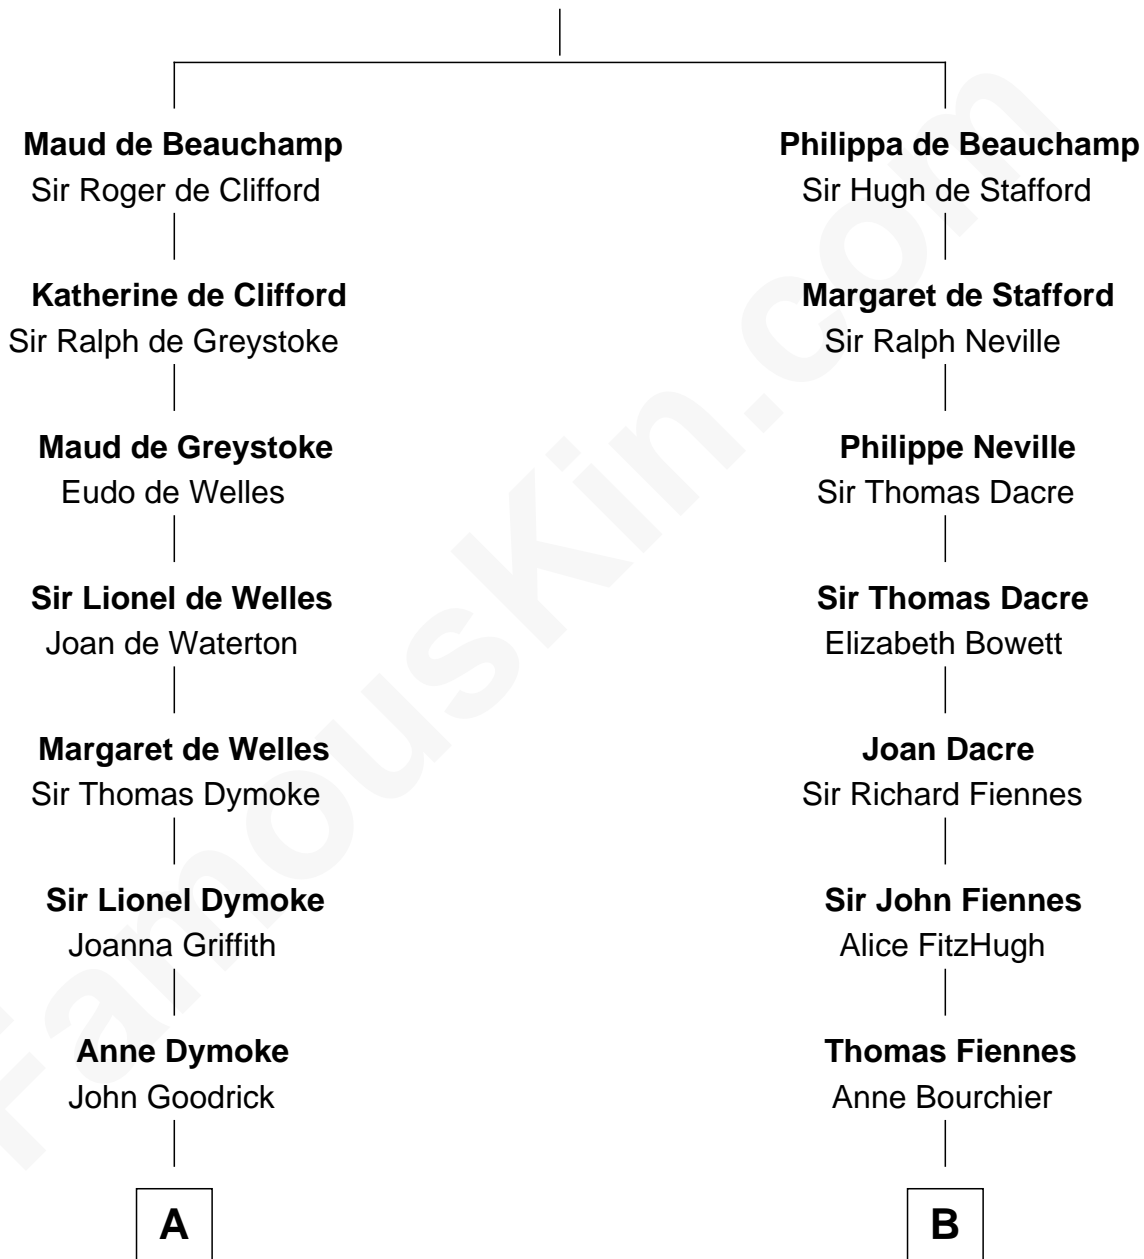 Maud de Beauchamp
Sir Roger de Clifford
Katherine de Clifford
Sir Ralph de Greystoke
Maud de Greystoke
Eudo de Welles
Sir Lionel de Welles
Joan de Waterton
Margaret de Welles
Sir Thomas Dymoke
Sir Lionel Dymoke
Joanna Griffith
Anne Dymoke
John Goodrick
A
Philippa de Beauchamp
Sir Hugh de Stafford
Margaret de Stafford
Sir Ralph Neville
Philippe Neville
Sir Thomas Dacre
Sir Thomas Dacre
Elizabeth Bowett
Joan Dacre
Sir Richard Fiennes
Sir John Fiennes
Alice FitzHugh
Thomas Fiennes
Anne Bourchier
B
FamousKin.com